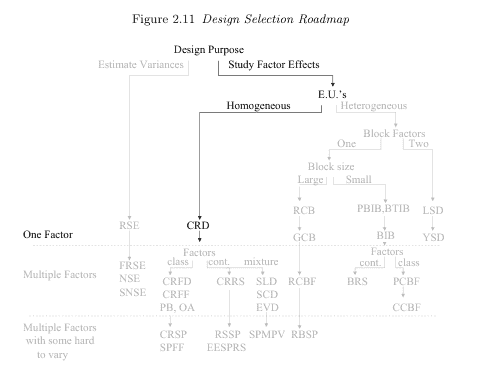 Figure 2.11 Design Selection Roadmap
Design Purpose
Estimate Variances Study Factor Effects
E.U.'s
Homogeneous Heterogeneous
Block Factors
One Two
Block size
Large Small
RCB PBIB,BTIB LSD
RSE CRD
One Factor GCB BIB YSD
Factors Factors
class cont. mixture cont. class
FRSE
Multiple Factors CRFD CRRS SLD RCBF BRS PCBF
NSE
CRFF SCD
SNSE
PB, OA EVD CCBF
Multiple Factors
CRSP RSSP SPMPV RBSP
with some hard
SPFF EESPRS
to vary